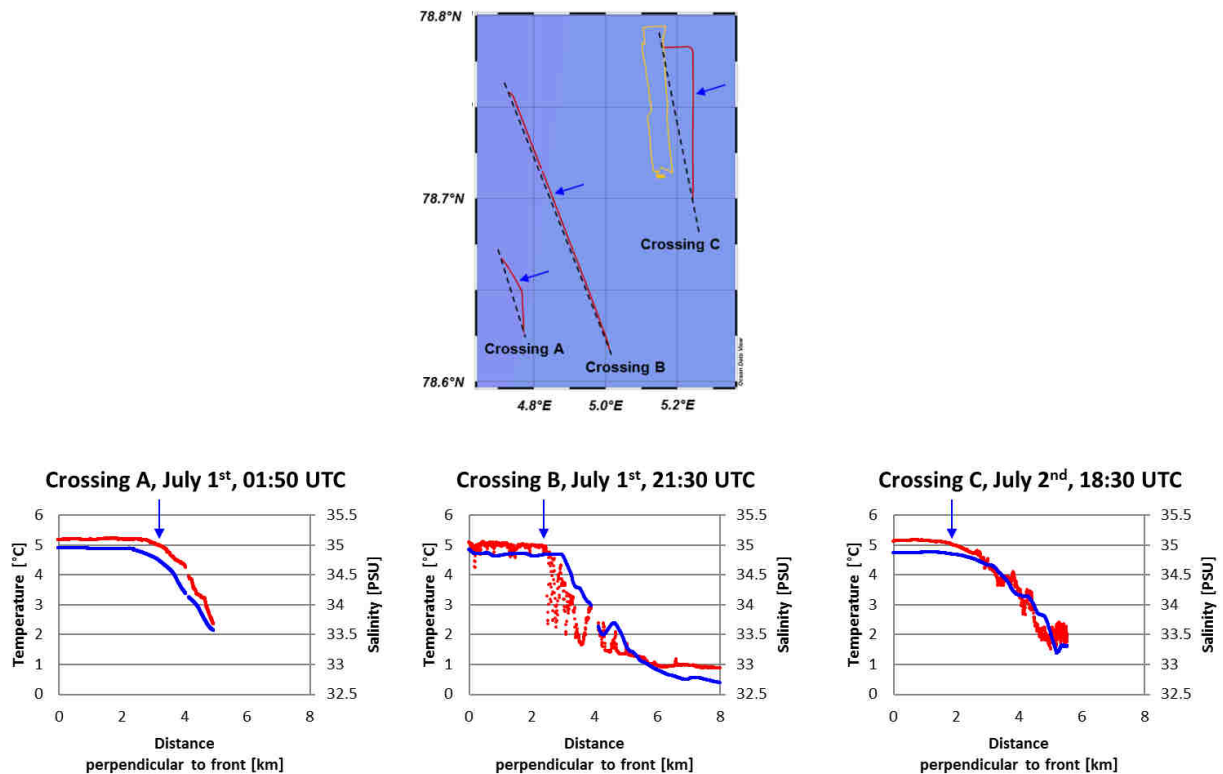 78.8°N
78.7°N
78.6°N
4.8°E 5.0°E 5.2°E
Crossing A
Crossing B
Crossing C
Ocean Data View
Crossing A, July 1st, 01:50 UTC
Temperature [°C]
6
5
4
3
2
1
0
35.5
35
34.5
34
33.5
33
32.5
Salinity [PSU]
0 2 4 6 8
Distance
perpendicular to front [km]
Crossing B, July 1st, 21:30 UTC
Temperature [°C]
6
5
4
3
2
1
0
35.5
35
34.5
34
33.5
33
32.5
Salinity [PSU]
0 2 4 6 8
Distance
perpendicular to front [km]
Crossing C, July 2nd, 18:30 UTC
Temperature [°C]
6
5
4
3
2
1
0
35.5
35
34.5
34
33.5
33
32.5
Salinity [PSU]
0 2 4 6 8
Distance
perpendicular to front [km]